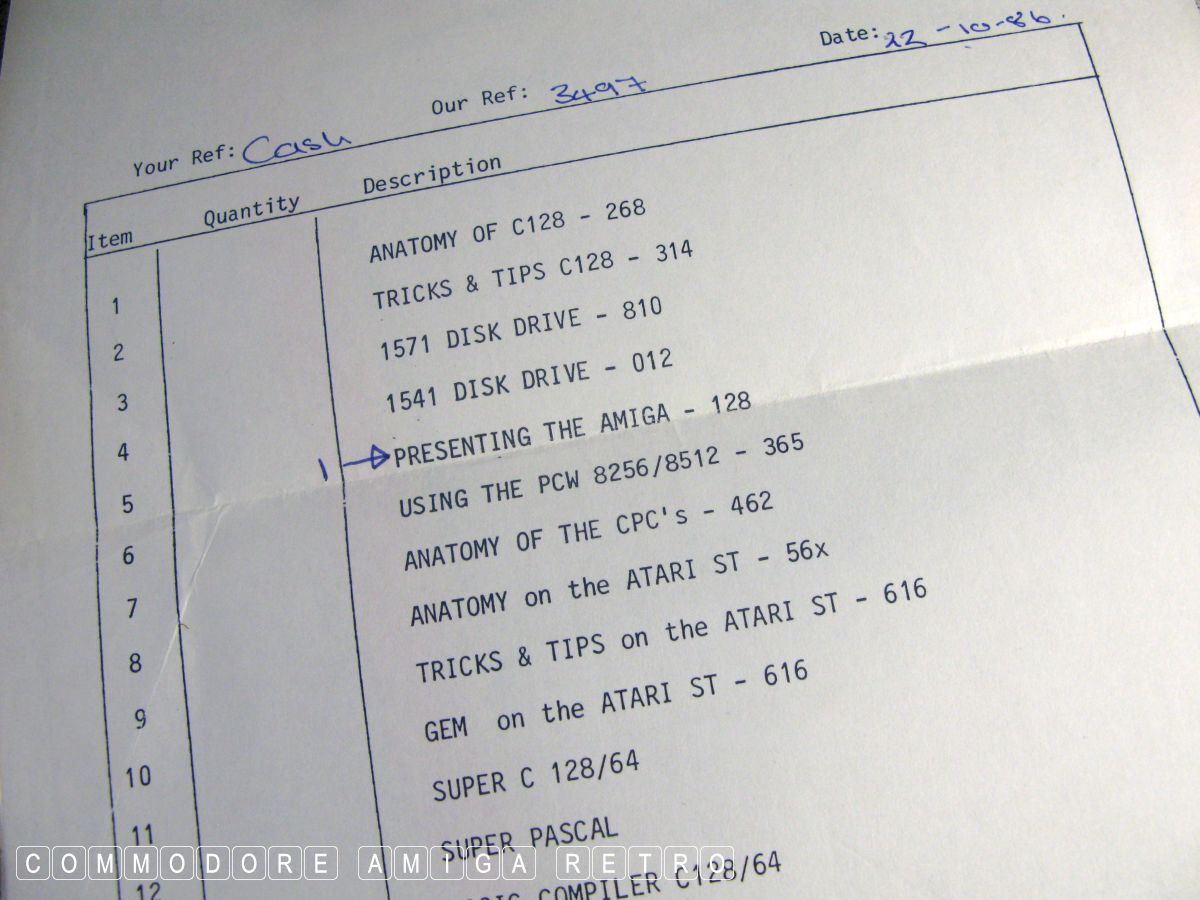 Date: 22-10-86.
Your Ref: Cash Our Ref: 3497
Item Quantity Description
1 ANATOMY OF C128 - 268
2 TRICKS & TIPS C128 - 314
3 1571 DISK DRIVE - 810
4 1541 DISK DRIVE - 012
5 1 → PRESENTING THE AMIGA - 128
6 USING THE PCW 8256/8512 - 365
7 ANATOMY OF THE CPC's - 462
8 ANATOMY on the ATARI ST - 56x
9 TRICKS & TIPS on the ATARI ST - 616
10 GEM on the ATARI ST - 616
11 SUPER C 128/64
12 SUPER PASCAL
COMPILER C128/64
COMMODORE AMIGA RETRO